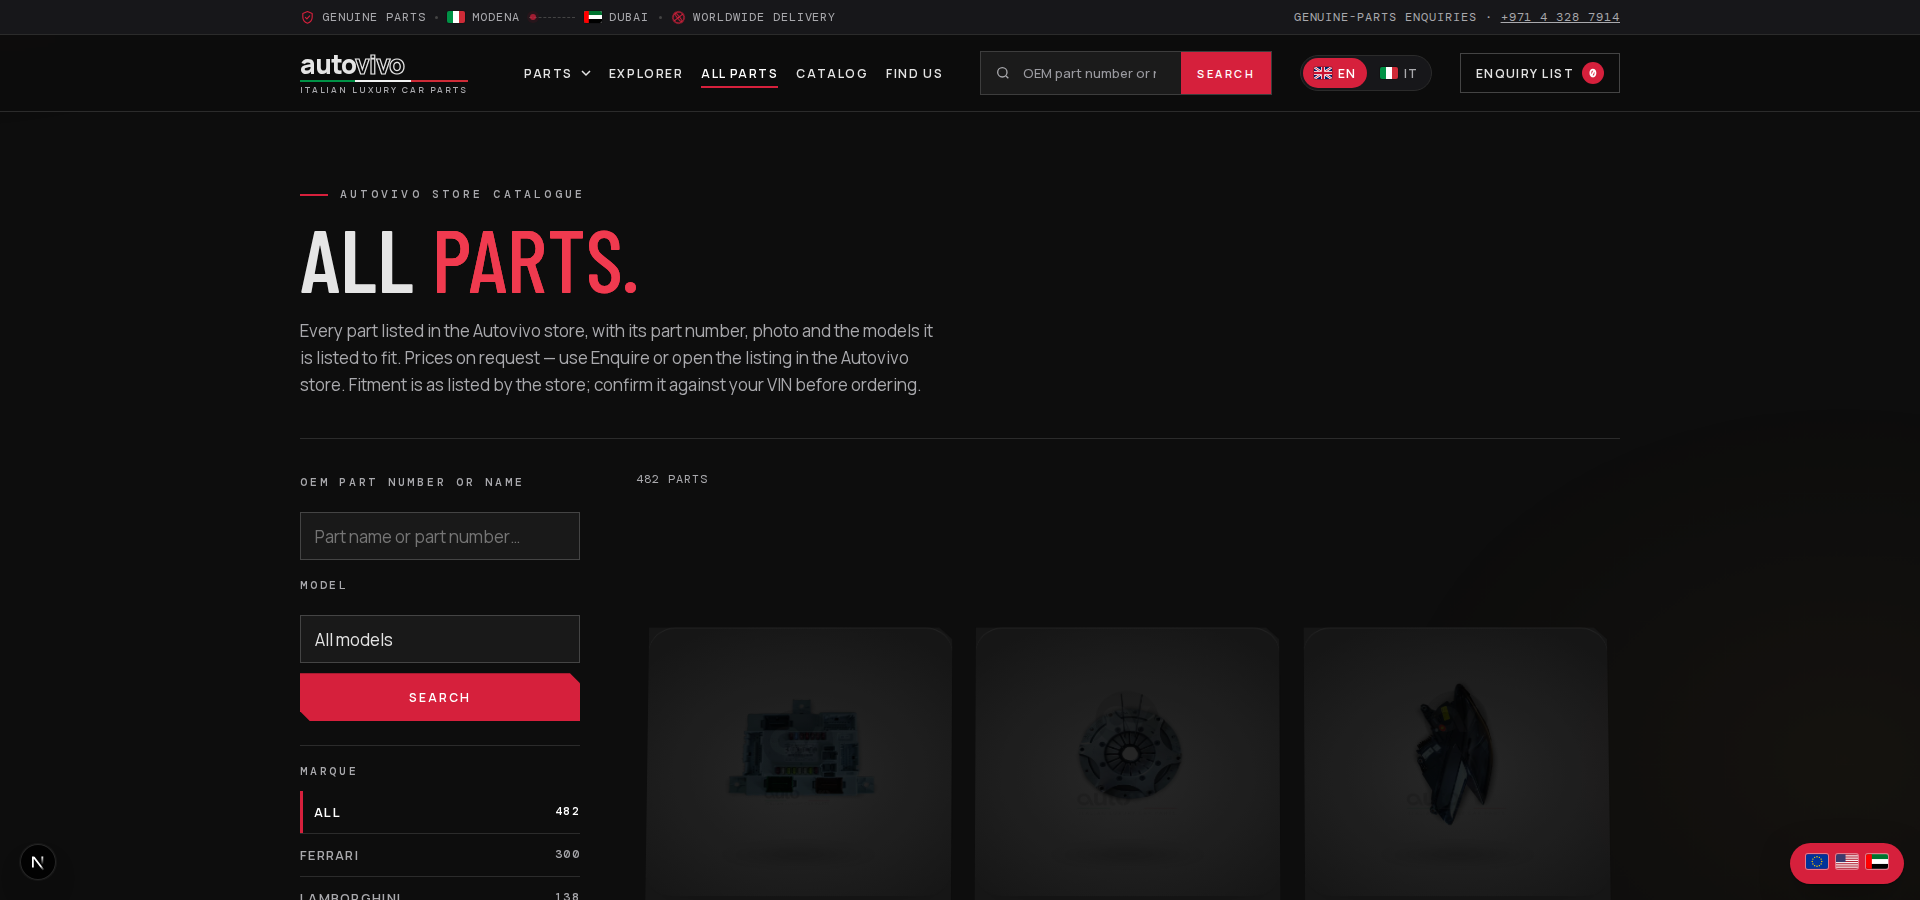 GENUINE PARTS • MODENA DUBAI • WORLDWIDE DELIVERY
GENUINE-PARTS ENQUIRIES · +971 4 328 7914
autovivo
ITALIAN LUXURY CAR PARTS
PARTS EXPLORER ALL PARTS CATALOG FIND US
OEM part number or r
SEARCH
EN IT
ENQUIRY LIST 0
AUTOVIVO STORE CATALOGUE
ALL PARTS.
Every part listed in the Autovivo store, with its part number, photo and the models it
is listed to fit. Prices on request — use Enquire or open the listing in the Autovivo
store. Fitment is as listed by the store; confirm it against your VIN before ordering.
OEM PART NUMBER OR NAME
482 PARTS
Part name or part number…
MODEL
All models
SEARCH
MARQUE
ALL 482
FERRARI 300
LAMBORGHINI 138
N